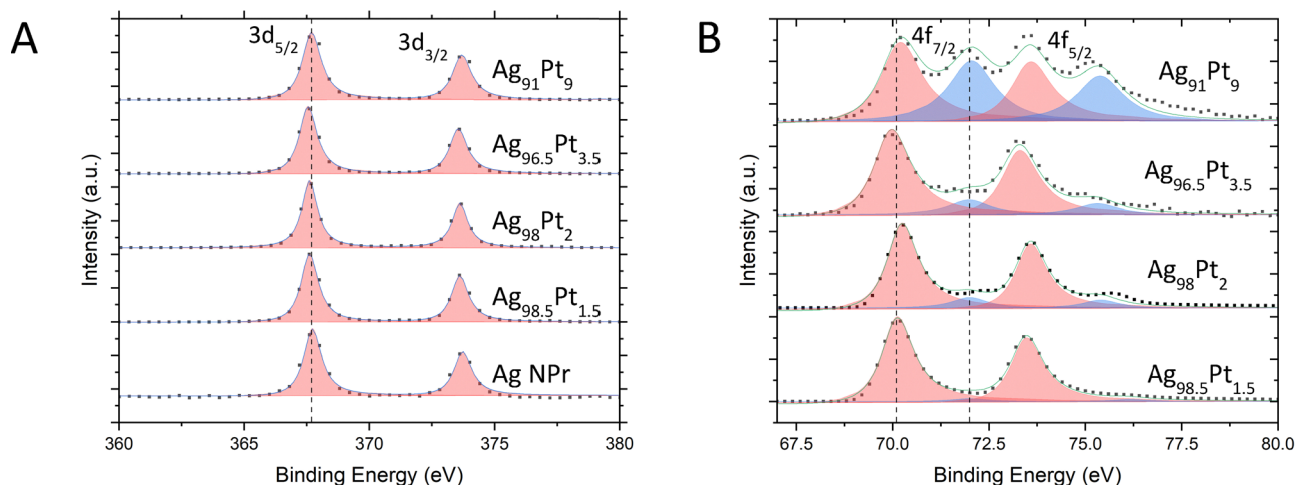 A
3d5/2
3d3/2
Ag91Pt9
Ag96.5Pt3.5
Ag98Pt2
Ag98.5Pt1.5
Ag NPr
Intensity (a.u.)
360 365 370 375 380
Binding Energy (eV)
B
4f7/2
4f5/2
Ag91Pt9
Ag96.5Pt3.5
Ag98Pt2
Ag98.5Pt1.5
Intensity (a.u.)
67.5 70.0 72.5 75.0 77.5 80.0
Binding Energy (eV)